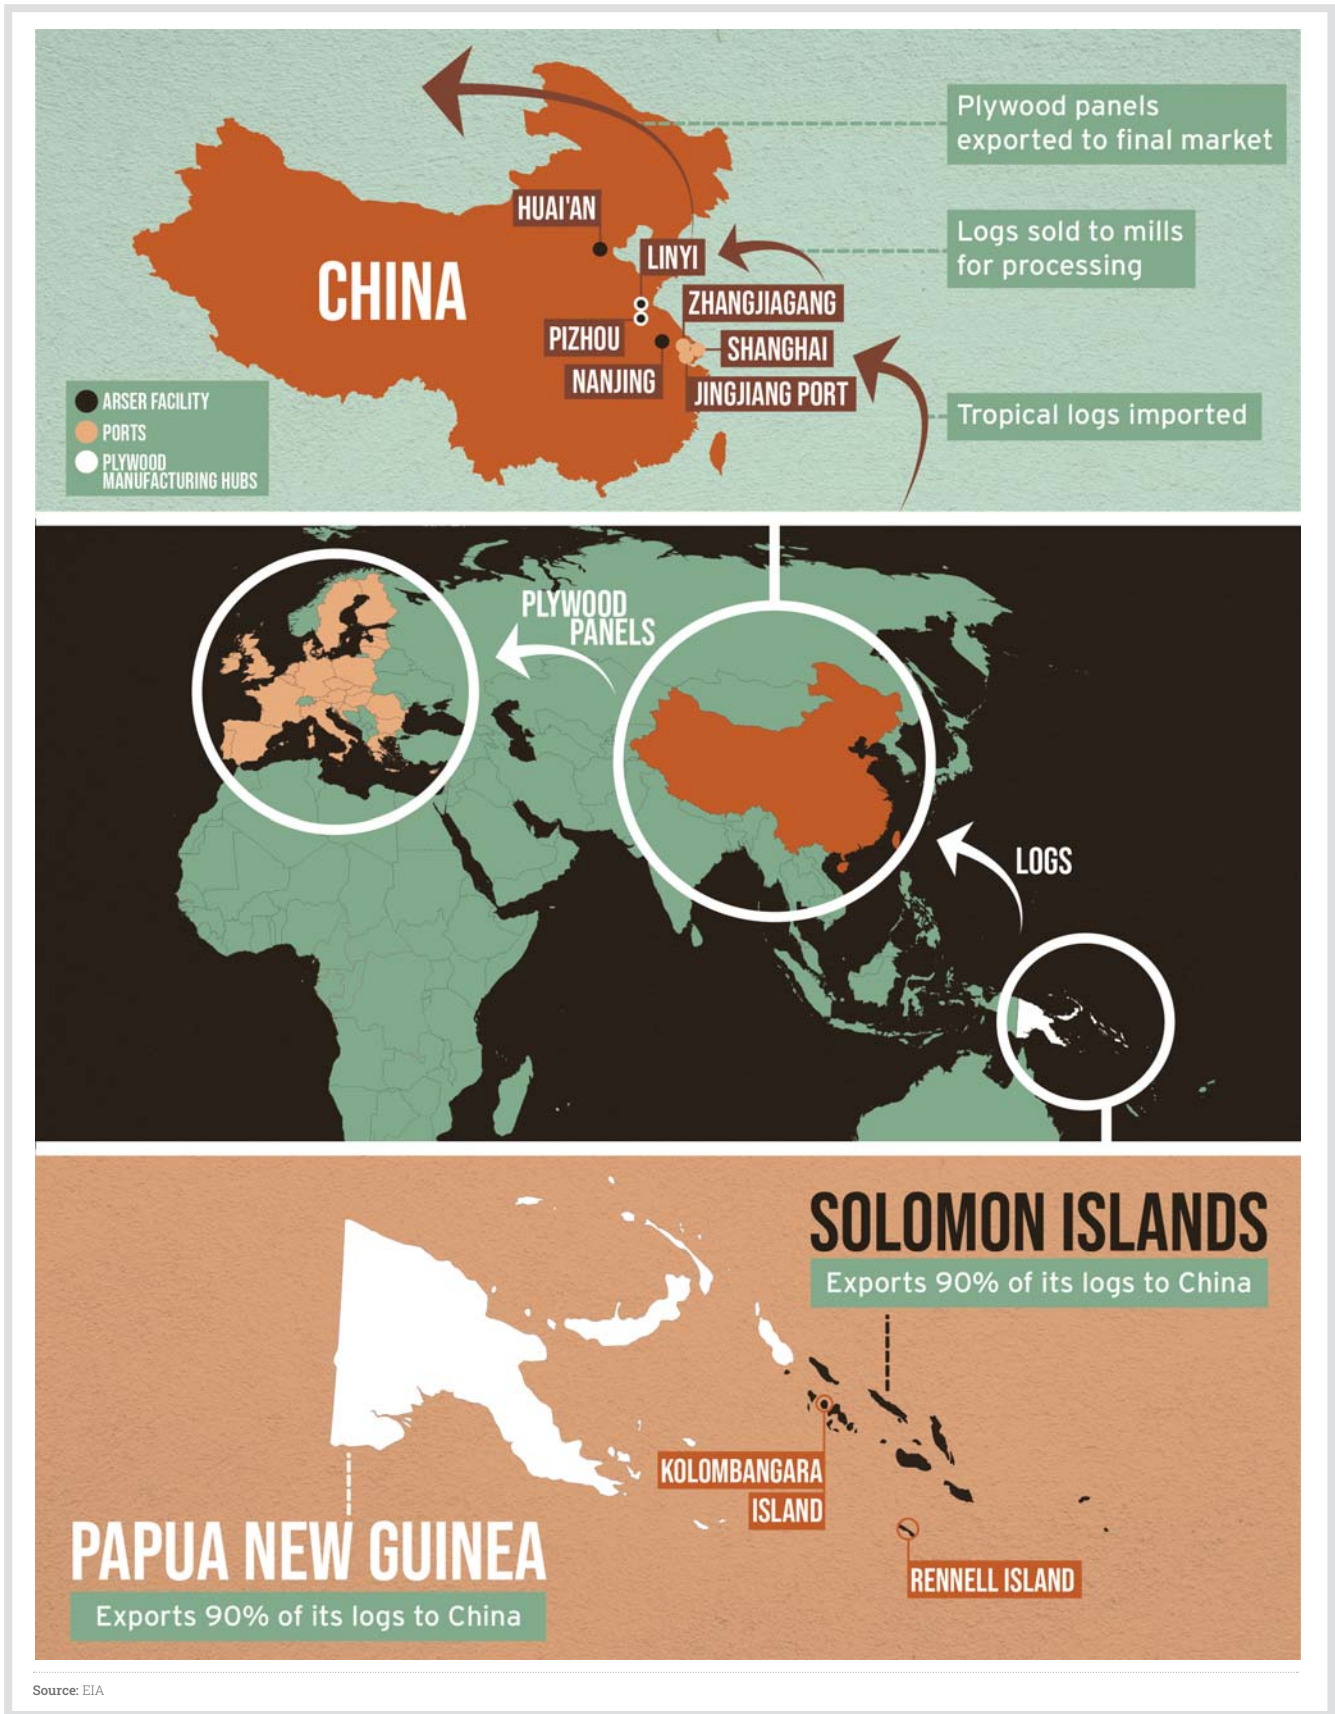 Plywood panels
exported to final market
HUAI'AN
Logs sold to mills
for processing
LINYI
CHINA
ZHANGJIAGANG
PIZHOU
SHANGHAI
NANJING
JINGJIANG PORT
Tropical logs imported
ARSER FACILITY
PORTS
PLYWOOD
MANUFACTURING HUBS
PLYWOOD
PANELS
LOGS
SOLOMON ISLANDS
Exports 90% of its logs to China
KOLOMBANGARA
ISLAND
RENNELL ISLAND
PAPUA NEW GUINEA
Exports 90% of its logs to China
Source: EIA